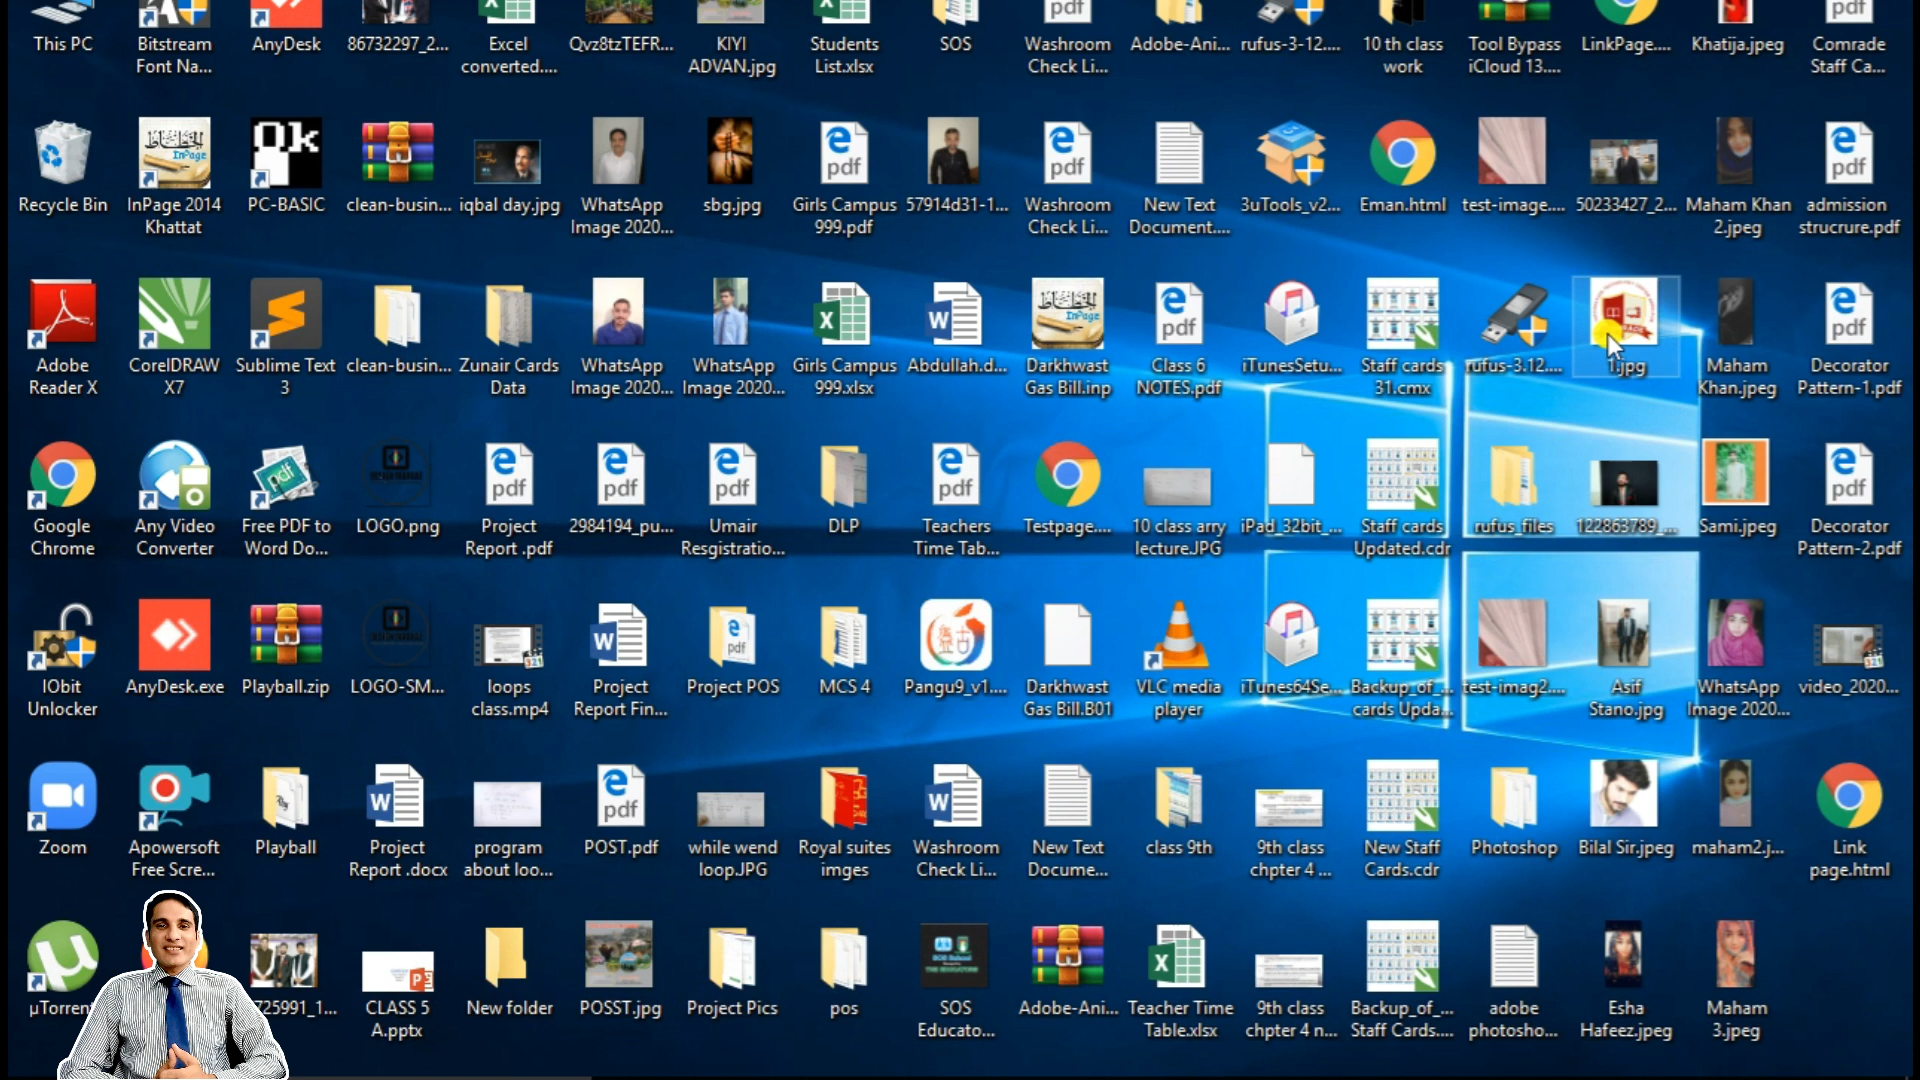 This PC
Bitstream
Font Na...
AnyDesk
86732297_2...
Excel
converted....
Qvz8tzTEFR...
KIYI
ADVAN.jpg
Students
List.xlsx
SOS
Washroom
Check Li...
Adobe-Ani...
rufus-3-12....
10 th class
work
Tool Bypass
iCloud 13....
LinkPage....
Khatija.jpeg
Comrade
Staff Ca...
Recycle Bin
InPage 2014
Khattat
PC-BASIC
clean-busin...
iqbal day.jpg
WhatsApp
Image 2020...
sbg.jpg
Girls Campus
999.pdf
57914d31-1...
Washroom
Check Li...
New Text
Document....
3uTools_v2...
Eman.html
test-image....
50233427_2...
Maham Khan
2.jpeg
admission
strucrure.pdf
Adobe
Reader X
CorelDRAW
X7
Sublime Text
3
clean-busin...
Zunair Cards
Data
WhatsApp
Image 2020...
WhatsApp
Image 2020...
Girls Campus
999.xlsx
Abdullah.d...
Darkhwast
Gas Bill.inp
Class 6
NOTES.pdf
iTunesSetu...
Staff cards
31.cmx
rufus-3.12....
1.jpg
Maham
Khan.jpeg
Decorator
Pattern-1.pdf
Google
Chrome
Any Video
Converter
Free PDF to
Word Do...
LOGO.png
Project
Report .pdf
2984194_pu...
Umair
Resgistratio...
DLP
Teachers
Time Tab...
Testpage....
10 class arry
lecture.JPG
iPad_32bit_...
Staff cards
Updated.cdr
rufus_files
122863789_...
Sami.jpeg
Decorator
Pattern-2.pdf
IObit
Unlocker
AnyDesk.exe
Playball.zip
LOGO-SM...
loops
class.mp4
Project
Report Fin...
Project POS
MCS 4
Pangu9_v1....
Darkhwast
Gas Bill.B01
VLC media
player
iTunes64Se...
Backup_of_...
cards Upda...
test-imag2....
Asif
Stano.jpg
WhatsApp
Image 2020...
video_2020...
Zoom
Apowersoft
Free Scre...
Playball
Project
Report .docx
program
about loo...
POST.pdf
while wend
loop.JPG
Royal suites
imges
Washroom
Check Li...
New Text
Docume...
class 9th
9th class
chpter 4 ...
New Staff
Cards.cdr
Photoshop
Bilal Sir.jpeg
maham2.j...
Link
page.html
µTorrent
725991_1...
CLASS 5
A.pptx
New folder
POSST.jpg
Project Pics
pos
SOS
Educato...
Adobe-Ani...
Teacher Time
Table.xlsx
9th class
chpter 4 n...
Backup_of_...
Staff Cards....
adobe
photosho...
Esha
Hafeez.jpeg
Maham
3.jpeg